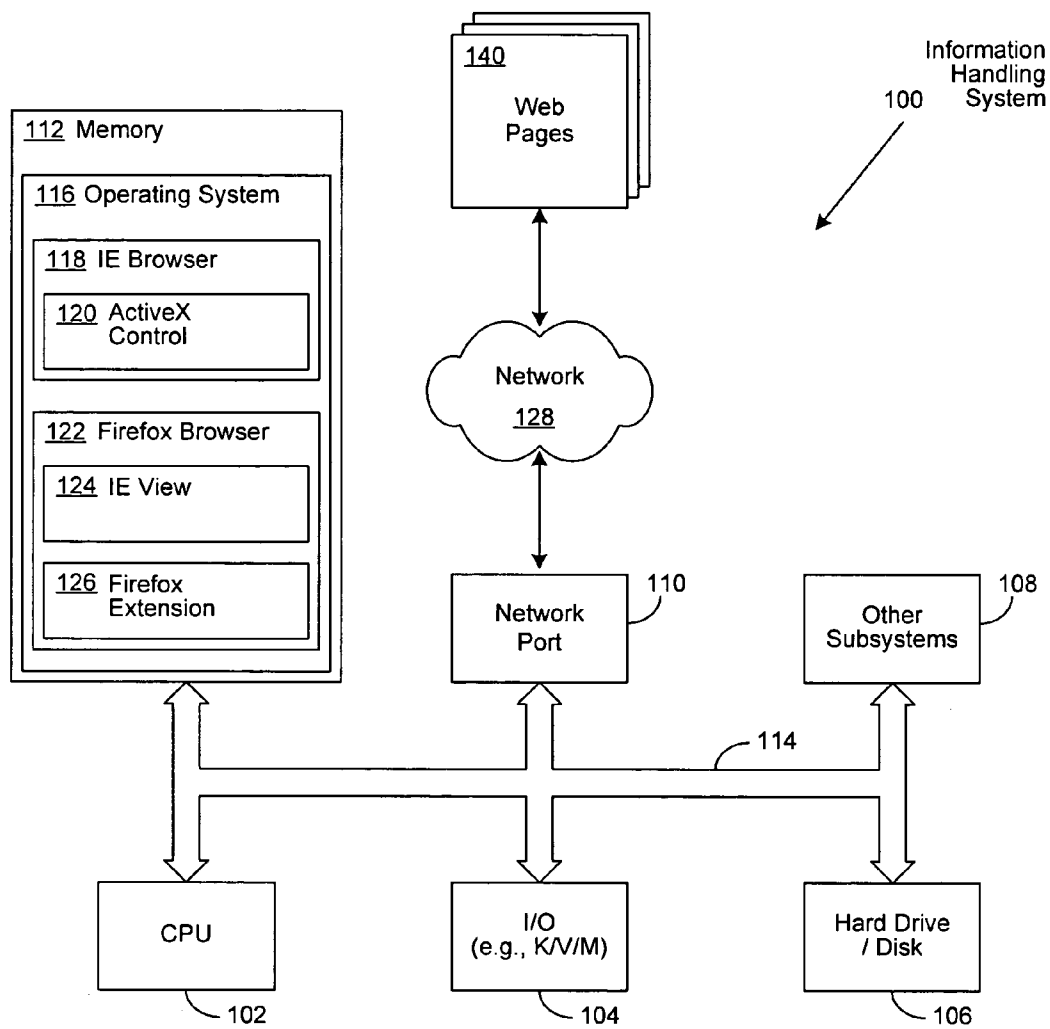 140
Web
Pages
Information
Handling
System
100
112 Memory
116 Operating System
118 IE Browser
120 ActiveX
Control
122 Firefox Browser
124 IE View
126 Firefox
Extension
Network
128
Network
Port
110
Other
Subsystems
108
114
CPU
102
I/O
(e.g., K/V/M)
104
Hard Drive
/ Disk
106